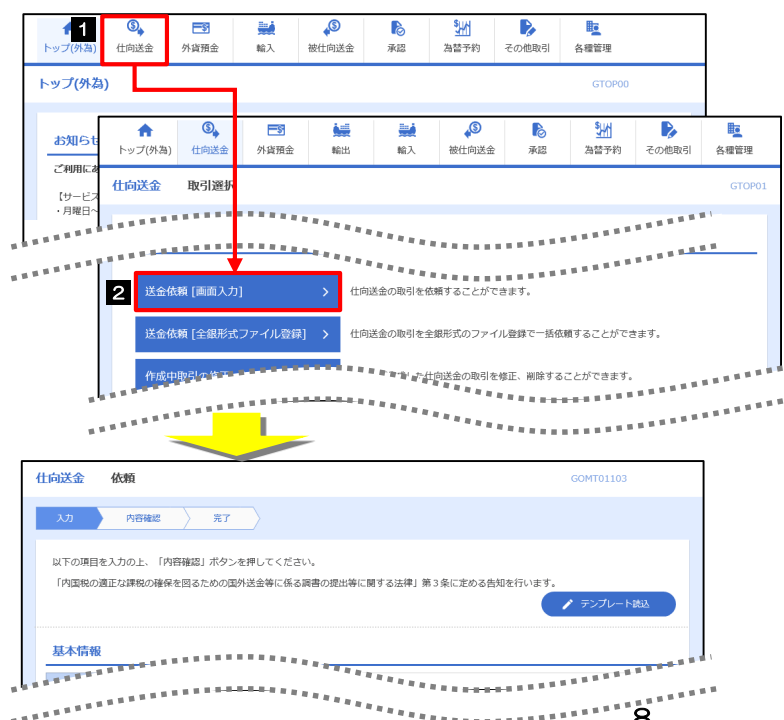 1
トップ(外為) 仕向送金 外貨預金 輸入 被仕向送金 承認 為替予約 その他取引 各種管理
トップ(外為) GTOP00
お知らせ
トップ(外為) 仕向送金 外貨預金 輸出 輸入 被仕向送金 承認 為替予約 その他取引 各種管理
ご利用にあ
仕向送金 取引選択 GTOP01
【サービス
・月曜日～
2
送金依頼 [画面入力] 仕向送金の取引を依頼することができます。
送金依頼 [全銀形式ファイル登録] 仕向送金の取引を全銀形式のファイル登録で一括依頼することができます。
作成中取引の修正 した仕向送金の取引を修正、削除することができます。
仕向送金 依頼 GOMT01103
入力 内容確認 完了
以下の項目を入力の上、「内容確認」ボタンを押してください。
「内国税の適正な課税の確保を図るための国外送金等に係る調書の提出等に関する法律」第3条に定める告知を行います。
テンプレート読込
基本情報